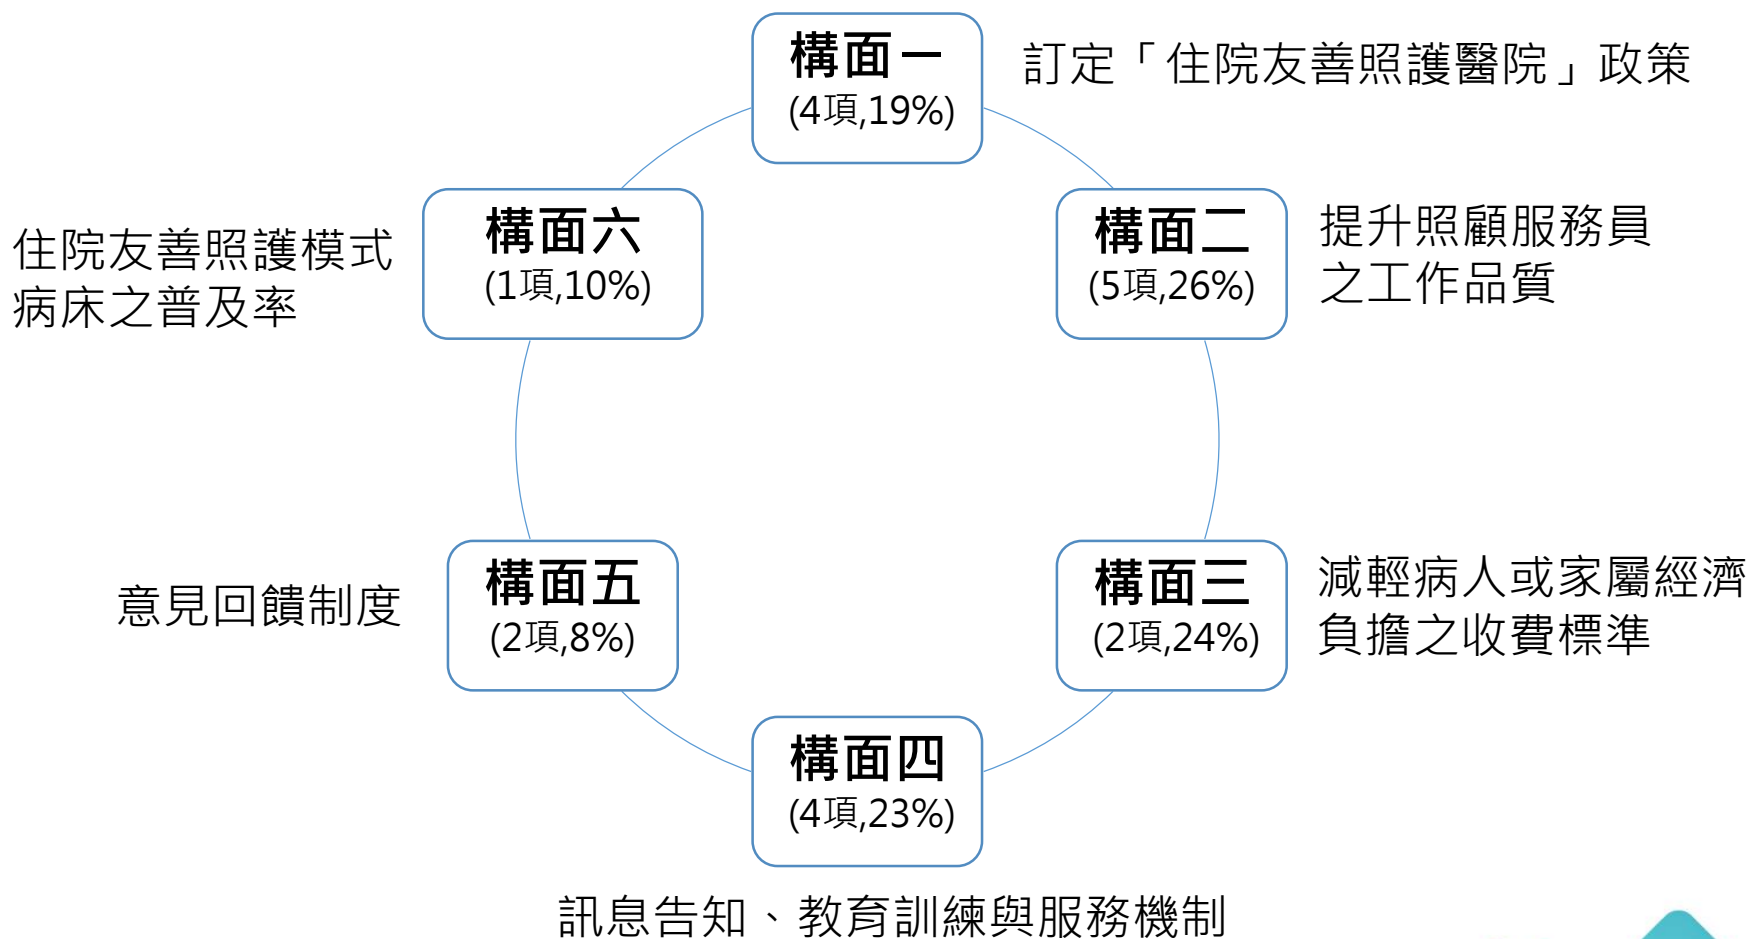 構面一
(4項,19%)
訂定「住院友善照護醫院」政策
構面二
(5項,26%)
提升照顧服務員
之工作品質
構面三
(2項,24%)
減輕病人或家屬經濟
負擔之收費標準
構面四
(4項,23%)
訊息告知、教育訓練與服務機制
構面五
(2項,8%)
意見回饋制度
構面六
(1項,10%)
住院友善照護模式
病床之普及率